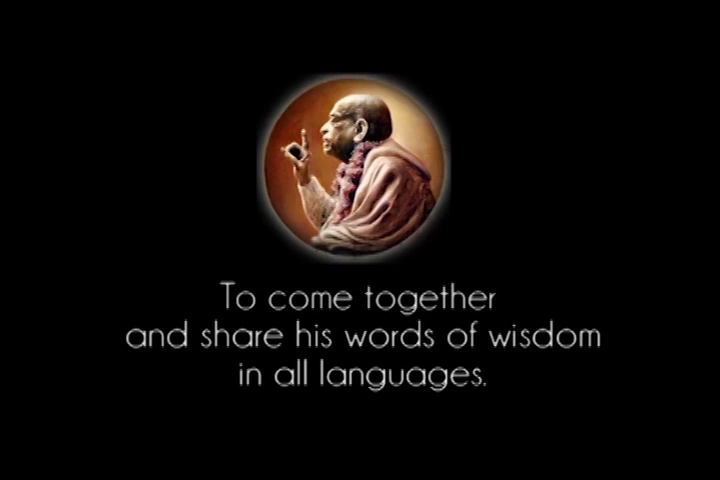 To come together
and share his words of wisdom
in all languages.